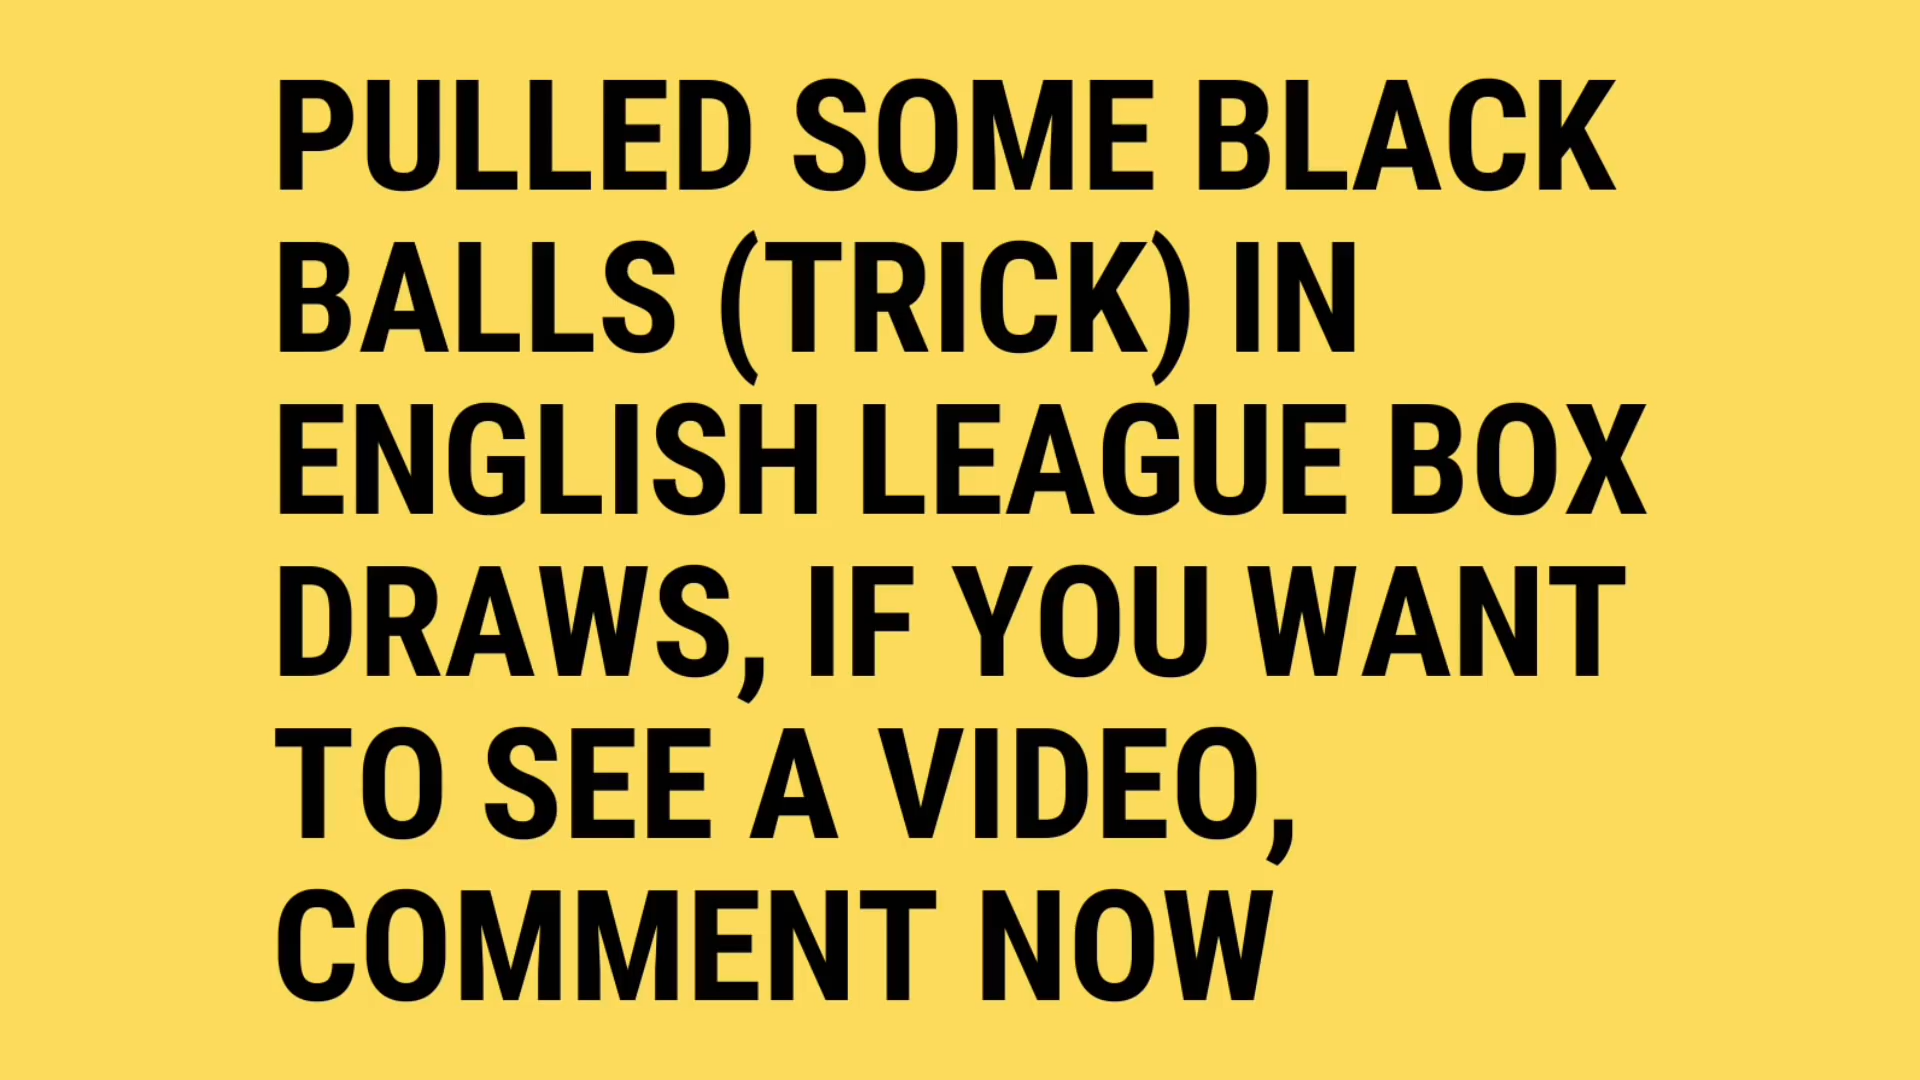 PULLED SOME BLACK
BALLS (TRICK) IN
ENGLISH LEAGUE BOX
DRAWS, IF YOU WANT
TO SEE A VIDEO,
COMMENT NOW